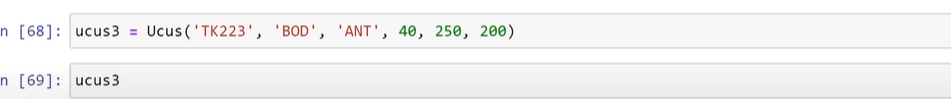 n [68]: ucus3 = Ucus('TK223', 'BOD', 'ANT', 40, 250, 200)
n [69]: ucus3